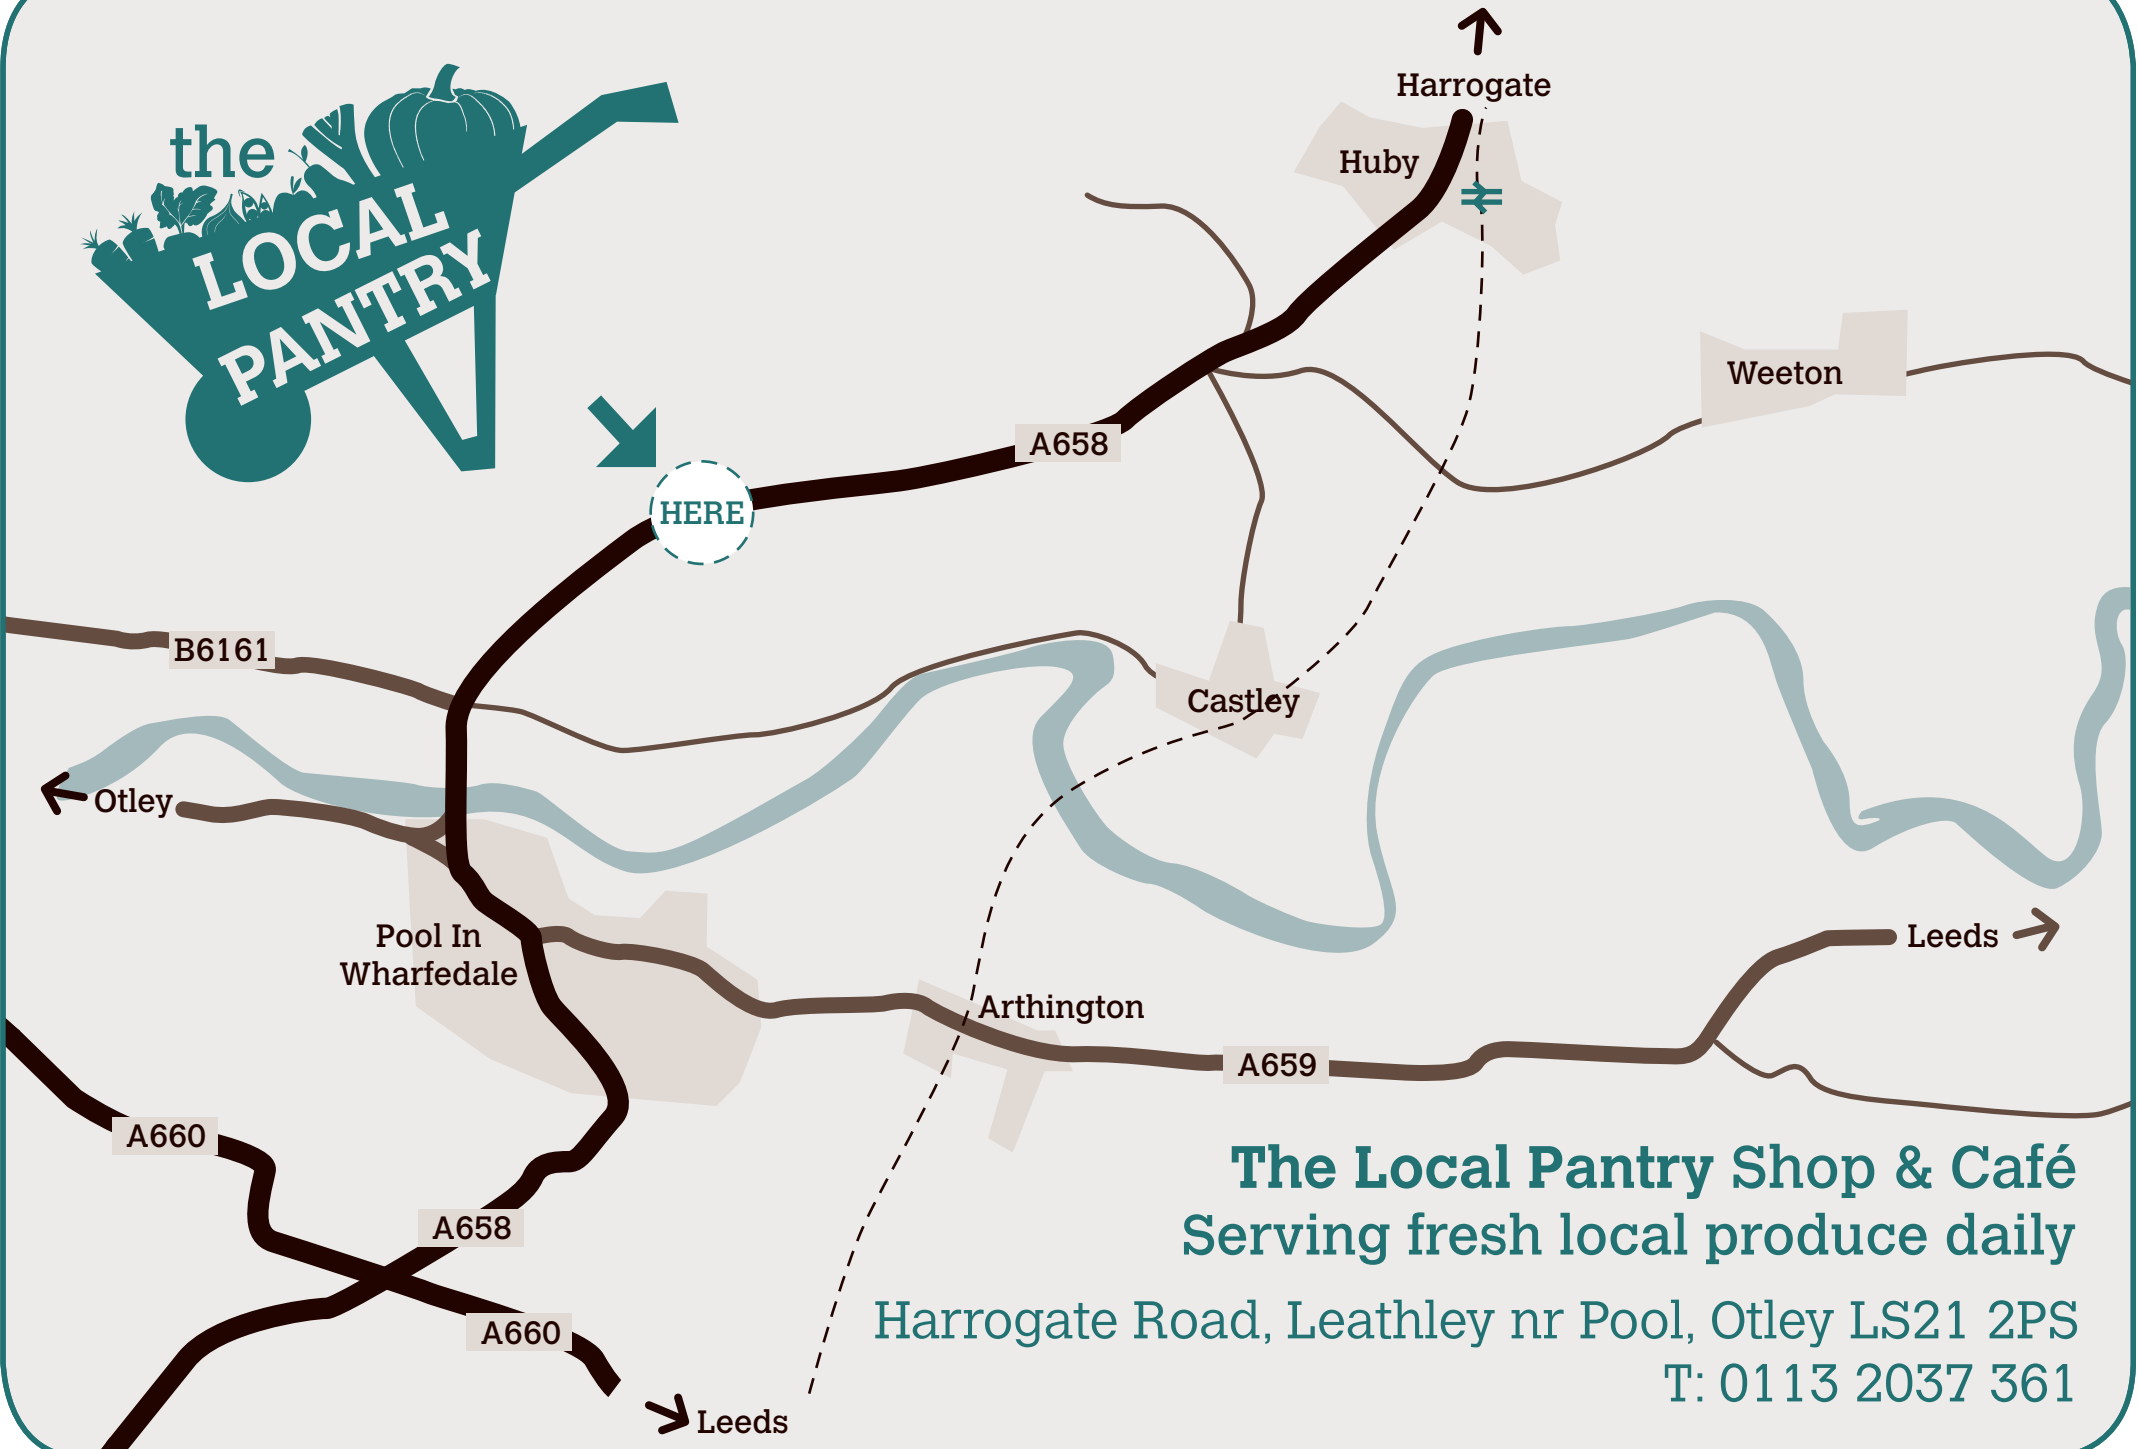 the
LOCAL
PANTRY
Harrogate
Huby
Weeton
A658
HERE
B6161
Castley
Otley
Pool In
Wharfedale
Leeds
Arthington
A659
A660
A658
A660
Leeds
The Local Pantry Shop & Café
Serving fresh local produce daily
Harrogate Road, Leathley nr Pool, Otley LS21 2PS
T: 0113 2037 361